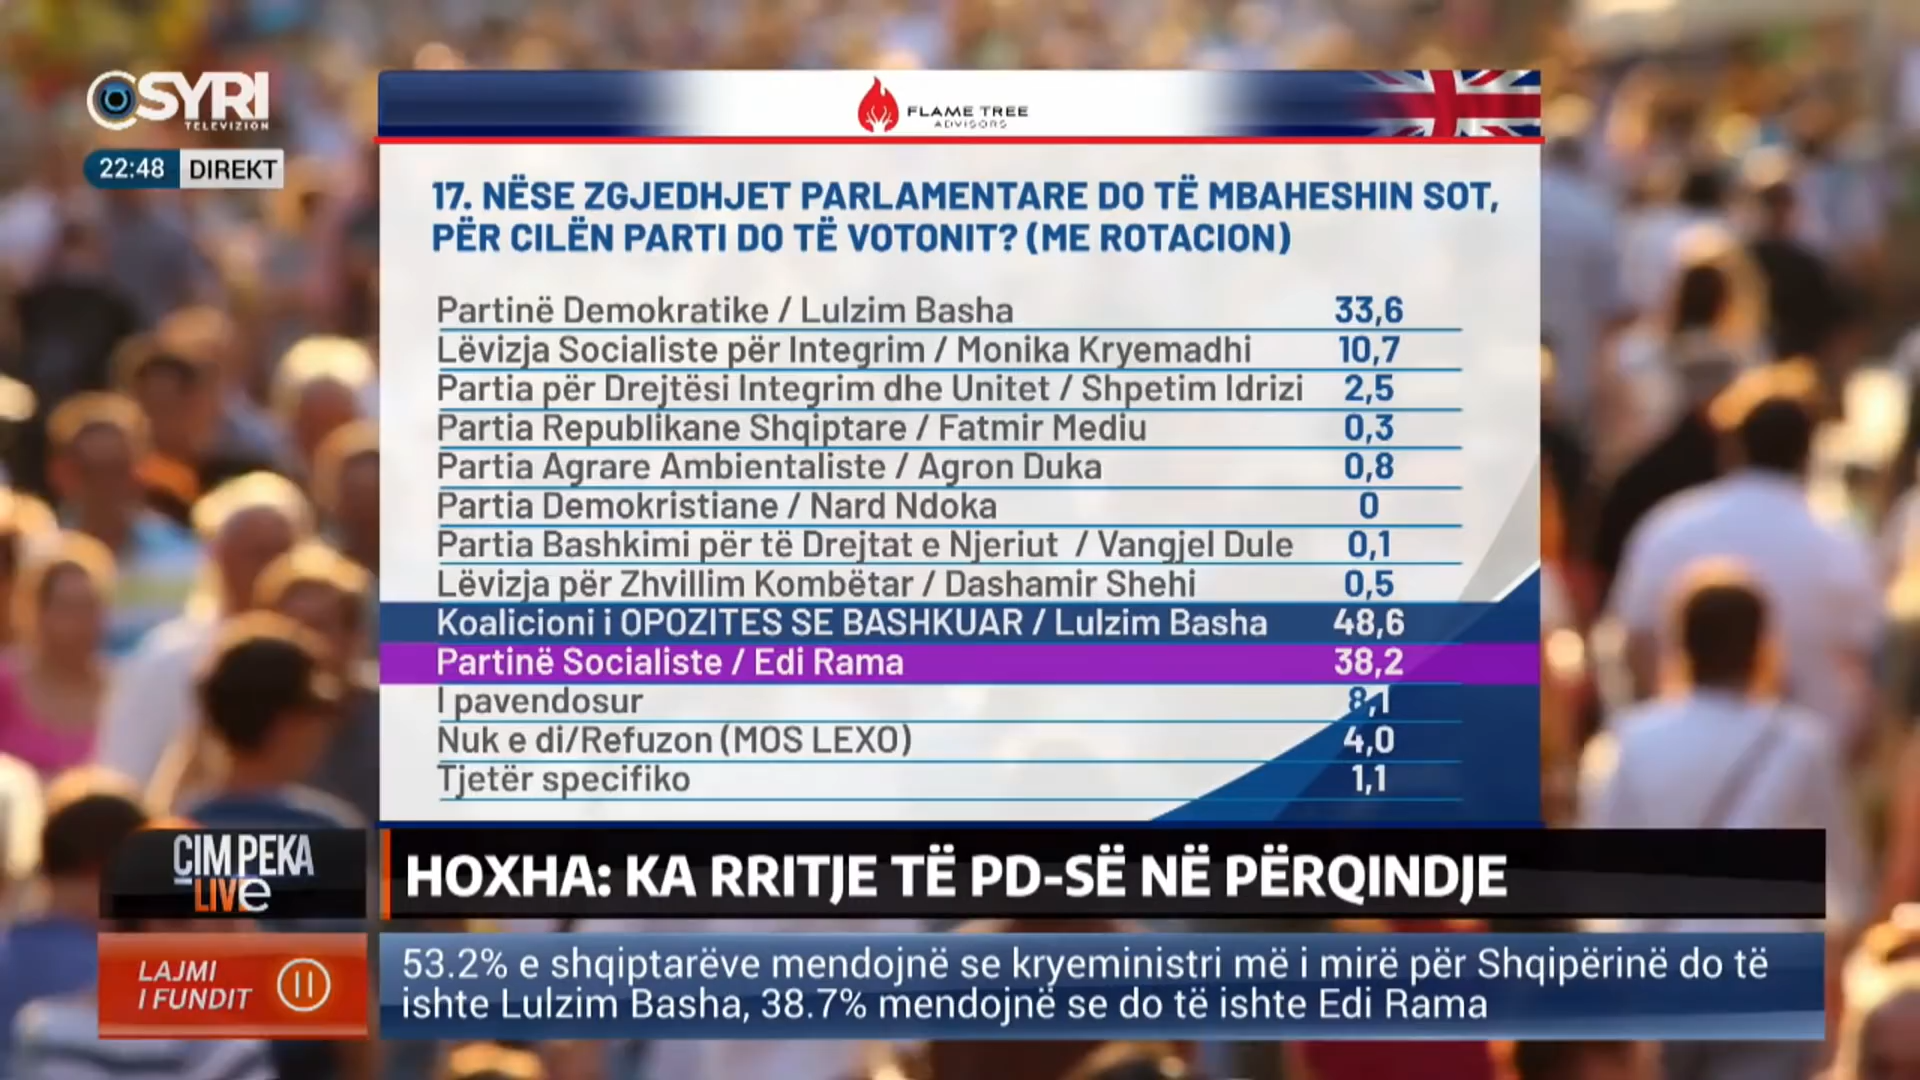 SYRI
TELEVIZION
22:48 DIREKT
FLAME TREE
ADVISORS
17. NËSE ZGJEDHJET PARLAMENTARE DO TË MBAHESHIN SOT,
PËR CILËN PARTI DO TË VOTONIT? (ME ROTACION)
Partinë Demokratike / Lulzim Basha 33,6
Lëvizja Socialiste për Integrim / Monika Kryemadhi 10,7
Partia për Drejtësi Integrim dhe Unitet / Shpetim Idrizi 2,5
Partia Republikane Shqiptare / Fatmir Mediu 0,3
Partia Agrare Ambientaliste / Agron Duka 0,8
Partia Demokristiane / Nard Ndoka 0
Partia Bashkimi për të Drejtat e Njeriut / Vangjel Dule 0,1
Lëvizja për Zhvillim Kombëtar / Dashamir Shehi 0,5
Koalicioni i OPOZITES SE BASHKUAR / Lulzim Basha 48,6
Partinë Socialiste / Edi Rama 38,2
I pavendosur 8,1
Nuk e di/Refuzon (MOS LEXO) 4,0
Tjetër specifiko 1,1
ÇIM PEKA
LIVE
HOXHA: KA RRITJE TË PD-SË NË PËRQINDJE
LAJMI
I FUNDIT
53.2% e shqiptarëve mendojnë se kryeministri më i mirë për Shqipërinë do të
ishte Lulzim Basha, 38.7% mendojnë se do të ishte Edi Rama